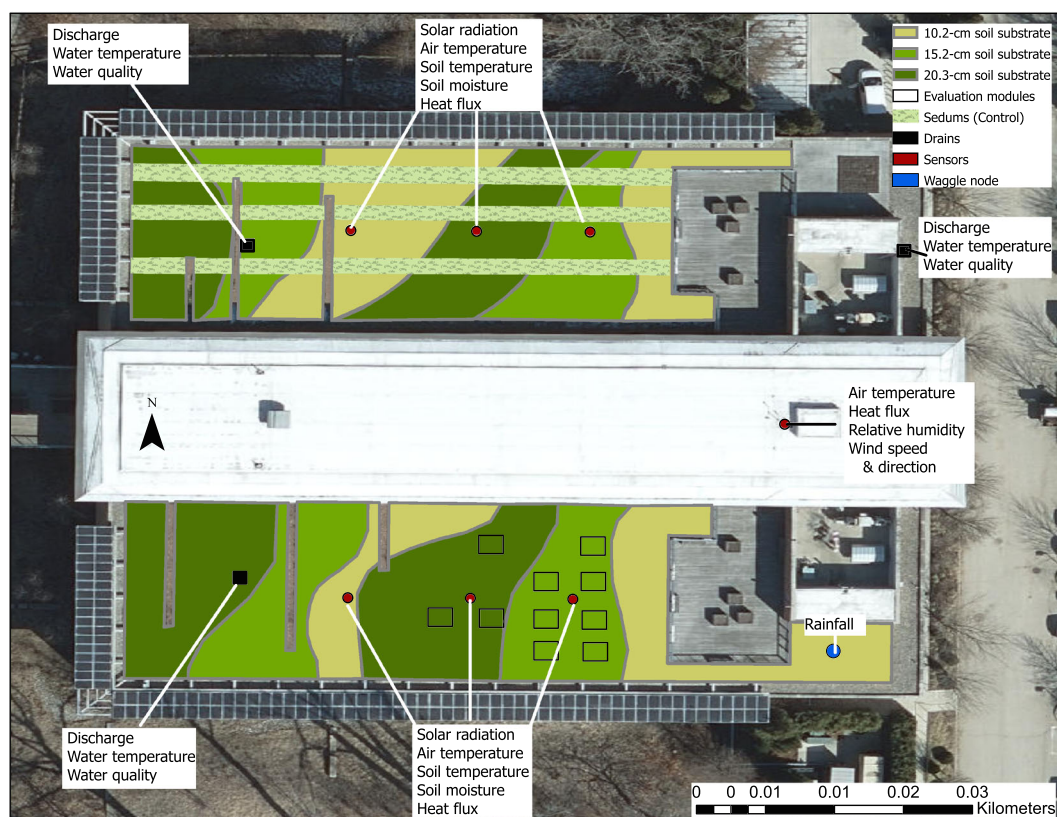 Discharge
Water temperature
Water quality
Solar radiation
Air temperature
Soil temperature
Soil moisture
Heat flux
10.2-cm soil substrate
15.2-cm soil substrate
20.3-cm soil substrate
Evaluation modules
Sedums (Control)
Drains
Sensors
Waggle node
Discharge
Water temperature
Water quality
N
Air temperature
Heat flux
Relative humidity
Wind speed
& direction
Rainfall
Discharge
Water temperature
Water quality
Solar radiation
Air temperature
Soil temperature
Soil moisture
Heat flux
0 0 0.01 0.01 0.02 0.03
Kilometers